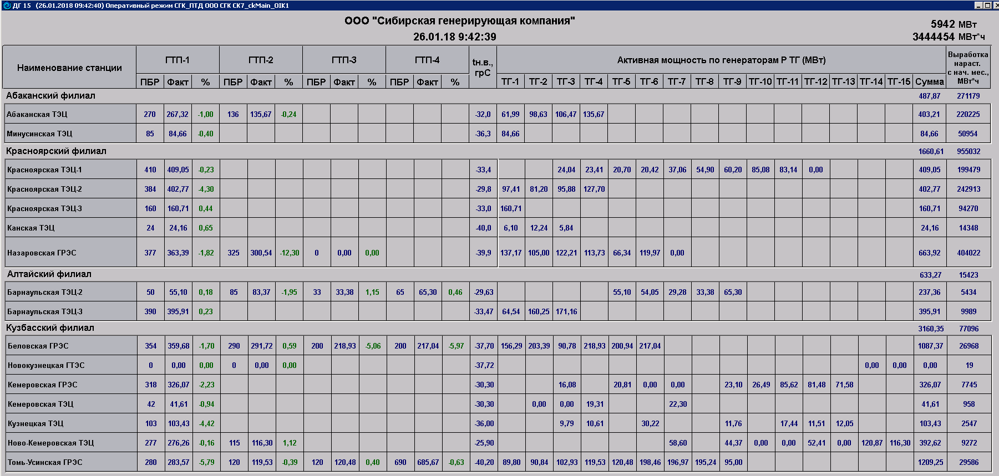 ДГ 15 (26.01.2018 09:42:40) Оперативный режим СГК_ПТД ООО СГК СК7_ckMain_OIK1
ООО "Сибирская генерирующая компания"
5942 МВт
26.01.18 9:42:39
3444454 МВт*ч
Наименование станции ГТП-1 ГТП-2 ГТП-3 ГТП-4 tн.в., грС Активная мощность по генераторам Р ТГ (МВт) Выработка нараст. с нач. мес., МВт*ч
ПБР Факт % ПБР Факт % ПБР Факт % ПБР Факт % ТГ-1 ТГ-2 ТГ-3 ТГ-4 ТГ-5 ТГ-6 ТГ-7 ТГ-8 ТГ-9 ТГ-10 ТГ-11 ТГ-12 ТГ-13 ТГ-14 ТГ-15 Сумма
Абаканский филиал 487,87 271179
Абаканская ТЭЦ 270 267,32 -1,00 136 135,67 -0,24 -32,0 61,99 98,63 106,47 135,67 403,21 220225
Минусинская ТЭЦ 85 84,66 -0,40 -36,3 84,66 84,66 50954
Красноярский филиал 1660,61 955032
Красноярская ТЭЦ-1 410 409,05 -0,23 -33,4 24,04 23,41 20,70 20,42 37,06 54,90 60,20 85,08 83,14 0,00 409,05 199479
Красноярская ТЭЦ-2 384 402,77 -4,30 -29,8 97,41 81,20 95,88 127,70 402,77 242913
Красноярская ТЭЦ-3 160 160,71 0,44 -33,0 160,71 160,71 94270
Канская ТЭЦ 24 24,16 0,65 -40,0 6,10 12,24 5,84 24,16 14348
Назаровская ГРЭС 377 363,39 -1,82 325 300,54 -12,30 0 0,00 0,00 -39,9 137,17 105,00 122,21 113,73 66,34 119,97 0,00 663,92 404022
Алтайский филиал 633,27 15423
Барнаульская ТЭЦ-2 50 55,10 0,18 85 83,37 -1,95 33 33,38 1,15 65 65,30 0,46 -29,63 55,10 54,05 29,28 33,38 65,30 237,36 5434
Барнаульская ТЭЦ-3 390 395,91 0,23 -33,47 64,54 160,25 171,16 395,91 9989
Кузбасский филиал 3160,35 77096
Беловская ГРЭС 354 359,68 -1,70 290 291,72 0,59 200 218,93 -5,06 200 217,04 -5,97 -37,70 156,29 203,39 90,78 218,93 200,94 217,04 1087,37 26968
Новокузнецкая ГТЭС 0 0,00 0,00 0 0,00 0,00 -37,72 0,00 0,00 0,00 19
Кемеровская ГРЭС 318 326,07 -2,23 -30,30 16,08 20,81 0,00 0,00 23,10 26,49 85,62 81,48 71,58 326,07 7745
Кемеровская ТЭЦ 42 41,61 -0,94 -30,30 0,00 0,00 19,31 22,30 41,61 958
Кузнецкая ТЭЦ 103 103,43 -4,42 -36,00 9,79 10,61 30,22 11,76 17,44 11,51 12,05 103,43 2547
Ново-Кемеровская ТЭЦ 277 276,26 -0,16 115 116,30 1,12 -25,90 58,60 44,37 0,00 0,00 52,41 0,00 120,87 116,30 392,62 9272
Томь-Усинская ГРЭС 280 283,57 -5,79 120 119,53 -0,39 120 120,48 0,40 690 685,67 -0,63 -40,20 89,80 90,84 102,93 119,53 120,48 198,46 196,97 195,24 95,00 1209,25 29586